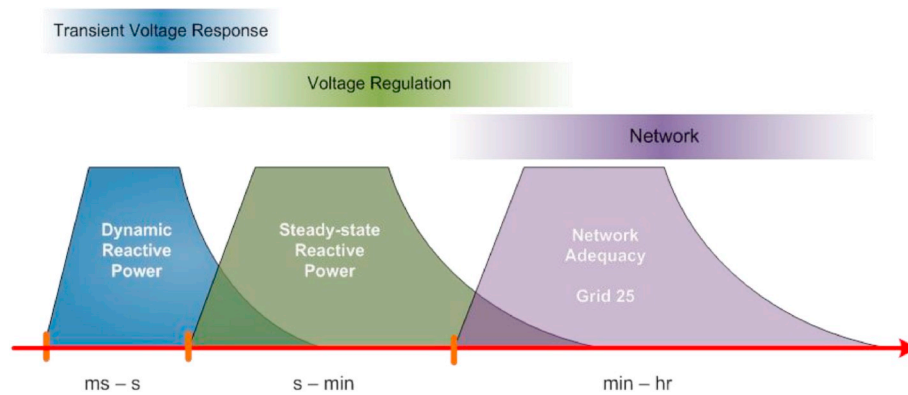 Transient Voltage Response
Voltage Regulation
Network
Dynamic
Reactive
Power
Steady-state
Reactive
Power
Network
Adequacy
Grid 25
ms – s
s – min
min – hr